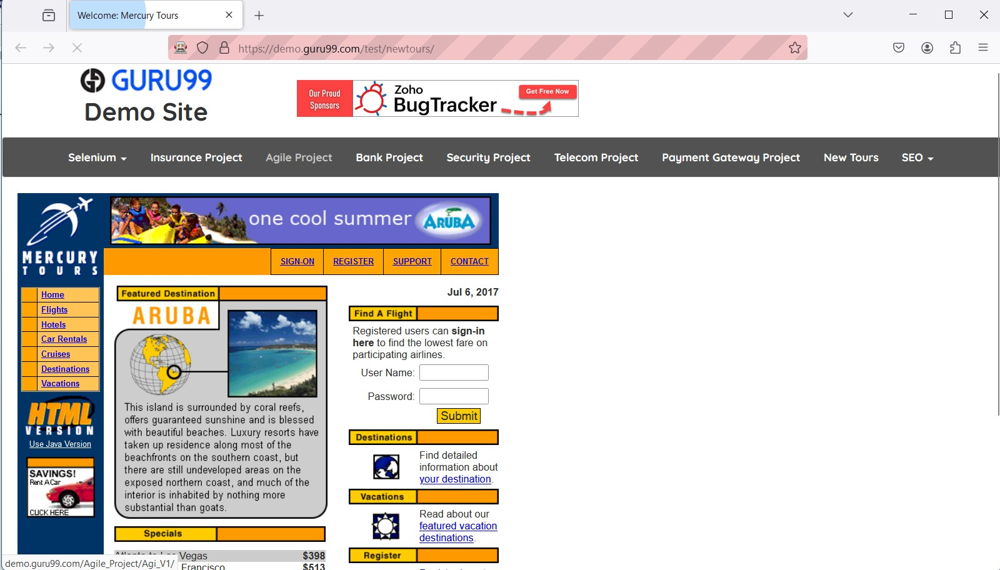 Welcome: Mercury Tours
https://demo.guru99.com/test/newtours/
GURU99
Demo Site
Our Proud
Sponsors
Zoho
BugTracker
Get Free Now
Selenium
Insurance Project
Agile Project
Bank Project
Security Project
Telecom Project
Payment Gateway Project
New Tours
SEO
MERCURY
TOURS
one cool summer
ARUBA
SIGN-ON
REGISTER
SUPPORT
CONTACT
Home
Flights
Hotels
Car Rentals
Cruises
Destinations
Vacations
HTML
VERSION
Use Java Version
SAVINGS!
Rent A Car
CLICK HERE
Featured Destination
ARUBA
This island is surrounded by coral reefs,
offers guaranteed sunshine and is blessed
with beautiful beaches. Luxury resorts have
taken up residence along most of the
beachfronts on the southern coast, but
there are still undeveloped areas on the
exposed northern coast, and much of the
interior is inhabited by nothing more
substantial than goats.
Specials
Atlanta to Las Vegas
$398
Francisco
$513
Jul 6, 2017
Find A Flight
Registered users can sign-in
here to find the lowest fare on
participating airlines.
User Name:
Password:
Submit
Destinations
Find detailed
information about
your destination.
Vacations
Read about our
featured vacation
destinations.
Register
demo.guru99.com/Agile_Project/Agi_V1/